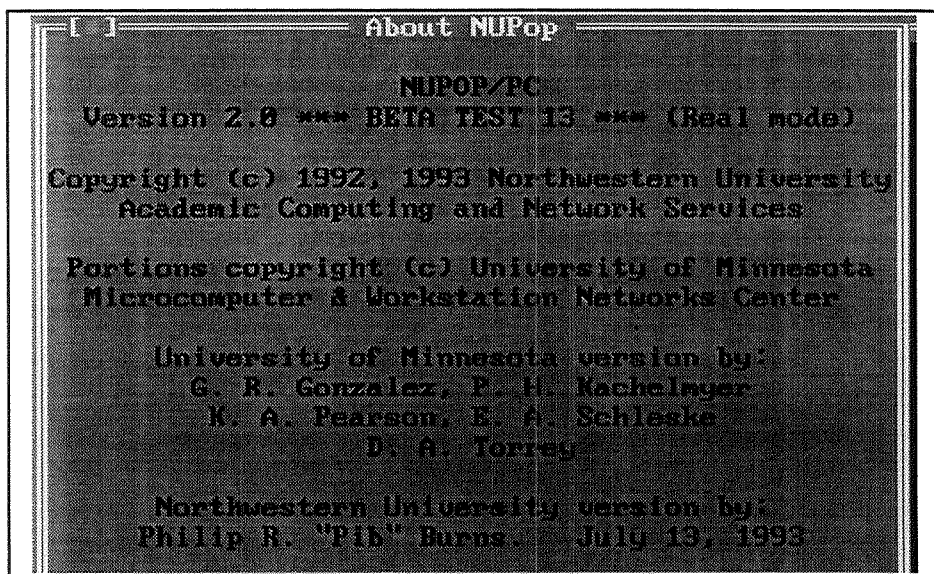 [ ] About NUPop
NUPOP/PC
Version 2.0 *** BETA TEST 13 *** (Real mode)
Copyright (c) 1992, 1993 Northwestern University
Academic Computing and Network Services
Portions copyright (c) University of Minnesota
Microcomputer & Workstation Networks Center
University of Minnesota version by:
G. R. Gonzalez, P. H. Kachelmyer
K. A. Pearson, E. A. Schleske
D. A. Torrey
Northwestern University version by:
Philip R. "Pib" Burns. July 13, 1993